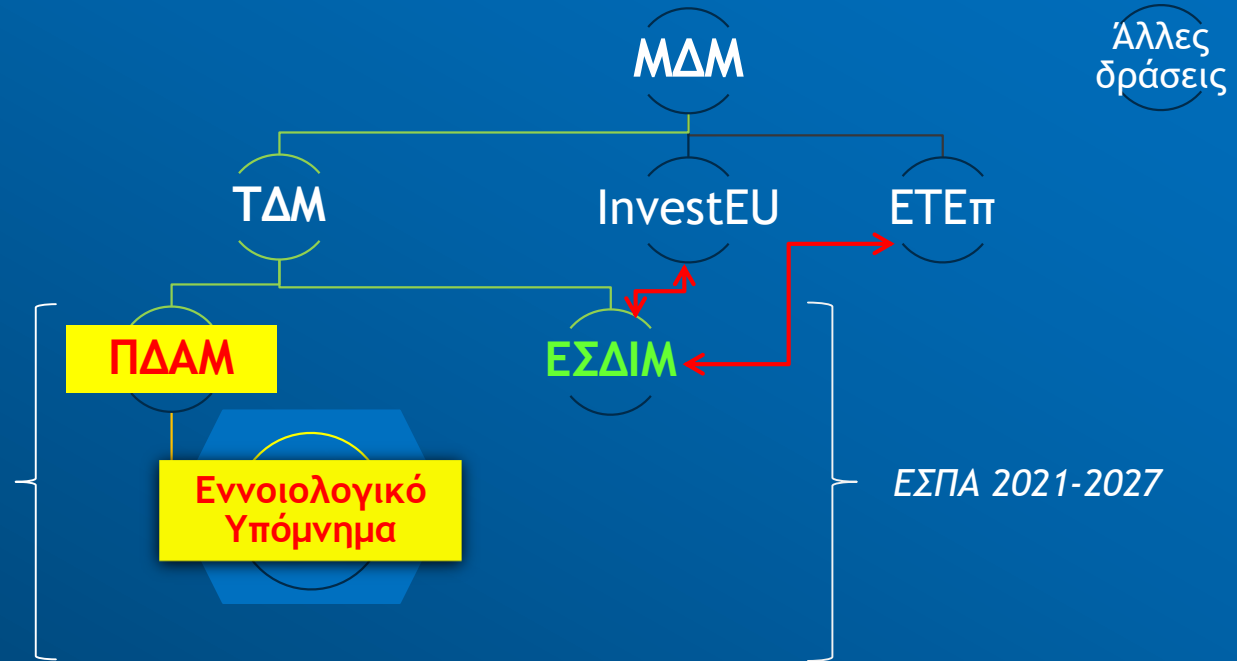 ΜΔΜ
Άλλες
δράσεις
ΤΔΜ
InvestEU
ΕΤΕπ
ΠΔΑΜ
ΕΣΔΙΜ
Εννοιολογικό
Υπόμνημα
ΕΣΠΑ 2021-2027